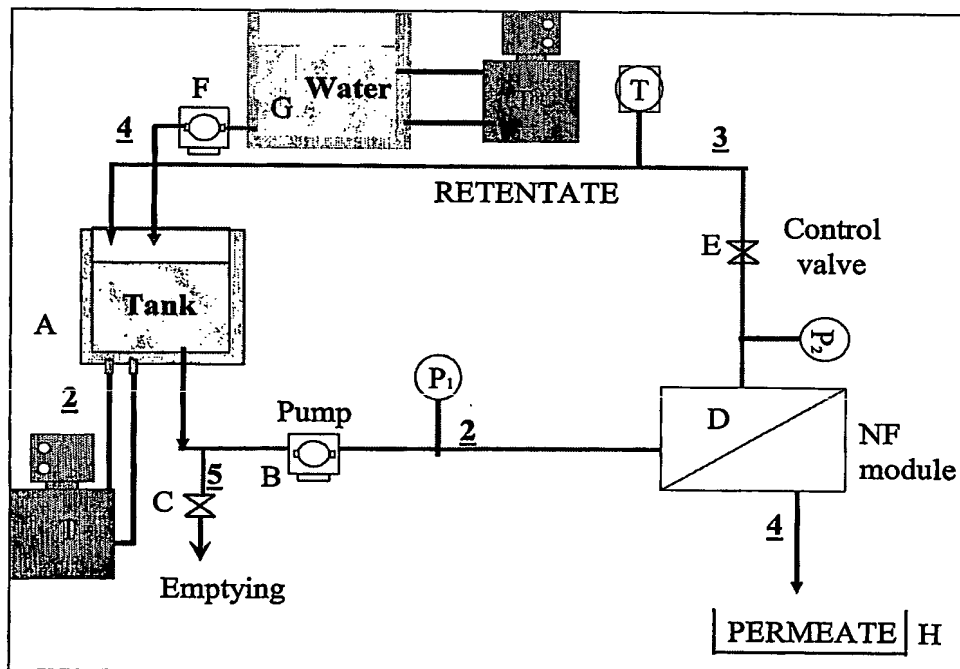 F
G
Water
T
4
3
RETENTATE
E
Control
valve
Tank
A
P2
P1
2
Pump
2
D
NF
module
B
5
C
T
4
Emptying
PERMEATE
H